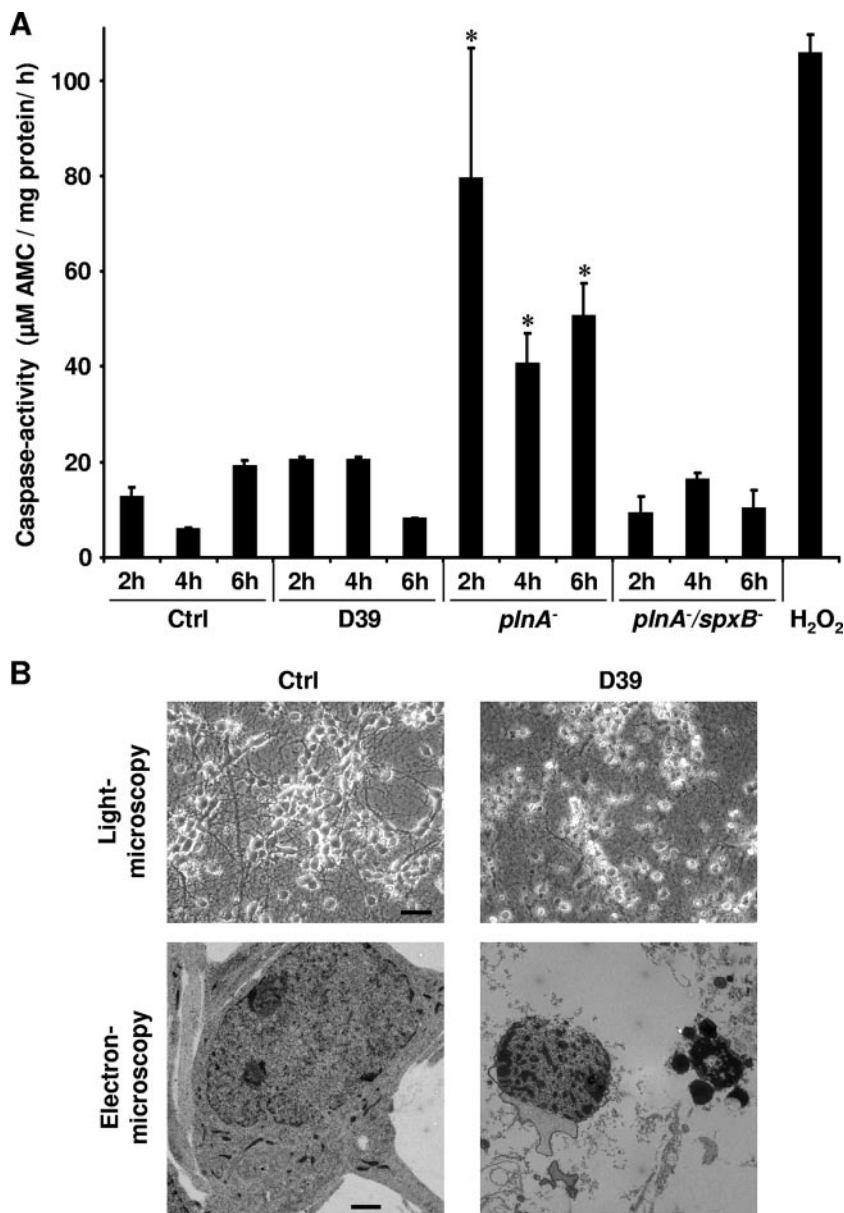 A
Caspase-activity (µM AMC / mg protein/ h)
100
80
60
40
20
0
*
*
*
2h 4h 6h 2h 4h 6h 2h 4h 6h 2h 4h 6h
Ctrl D39 plnA⁻ plnA⁻/spxB⁻ H₂O₂
B
Ctrl D39
Light-
microscopy
Electron-
microscopy